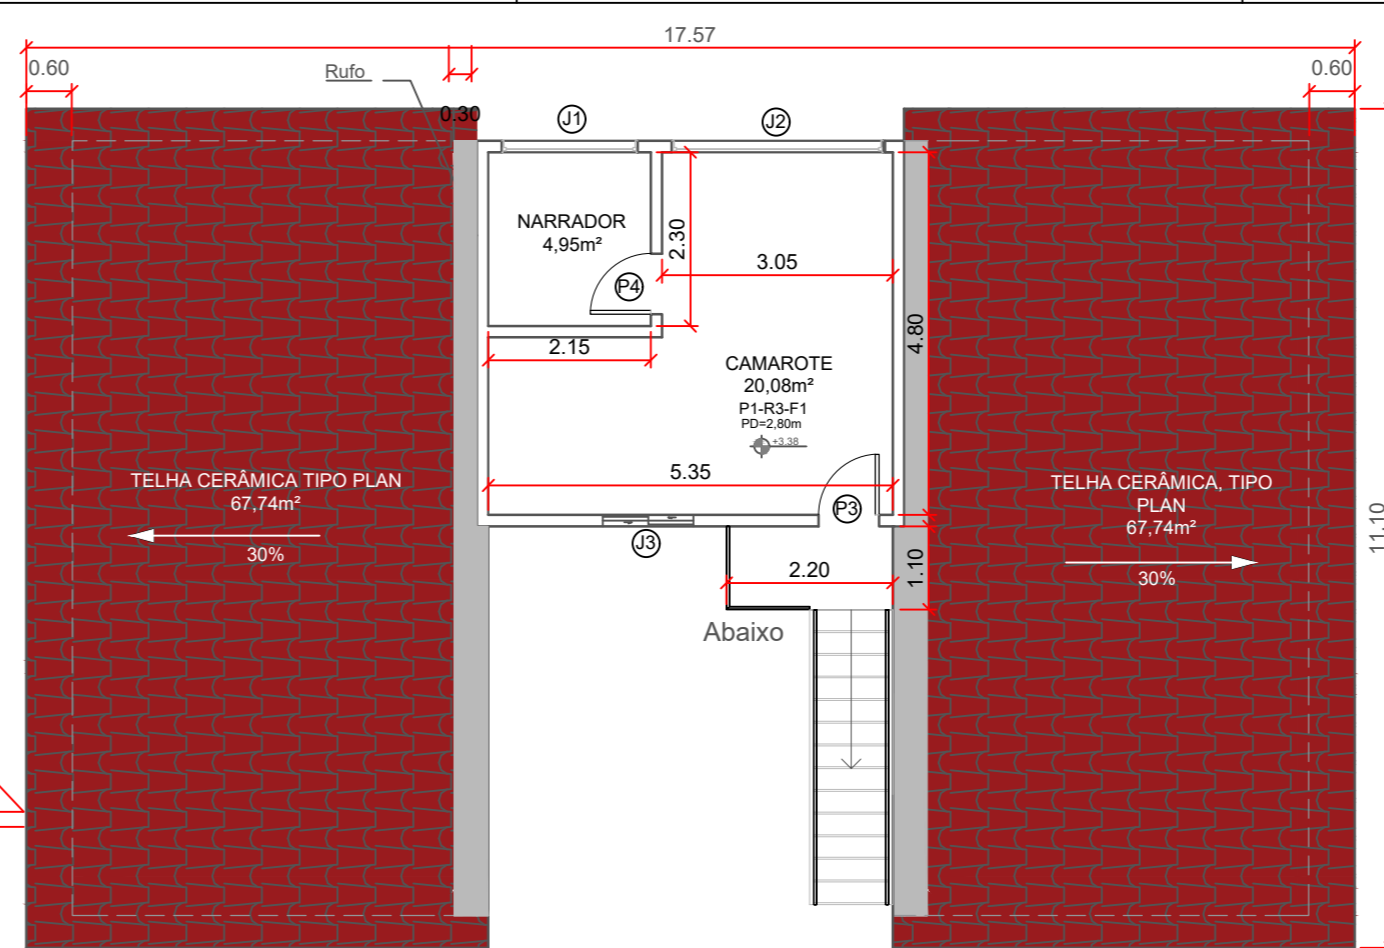 17.57
0.60
Rufo
0.60
0.30
J1
J2
NARRADOR
4,95m²
2.30
3.05
P4
2.15
4.80
CAMAROTE
20,08m²
P1-R3-F1
PD=2,80m
+3,38
5.35
TELHA CERÂMICA TIPO PLAN
67,74m²
30%
TELHA CERÂMICA, TIPO
PLAN
67,74m²
30%
P3
J3
11.10
2.20
1.10
Abaixo